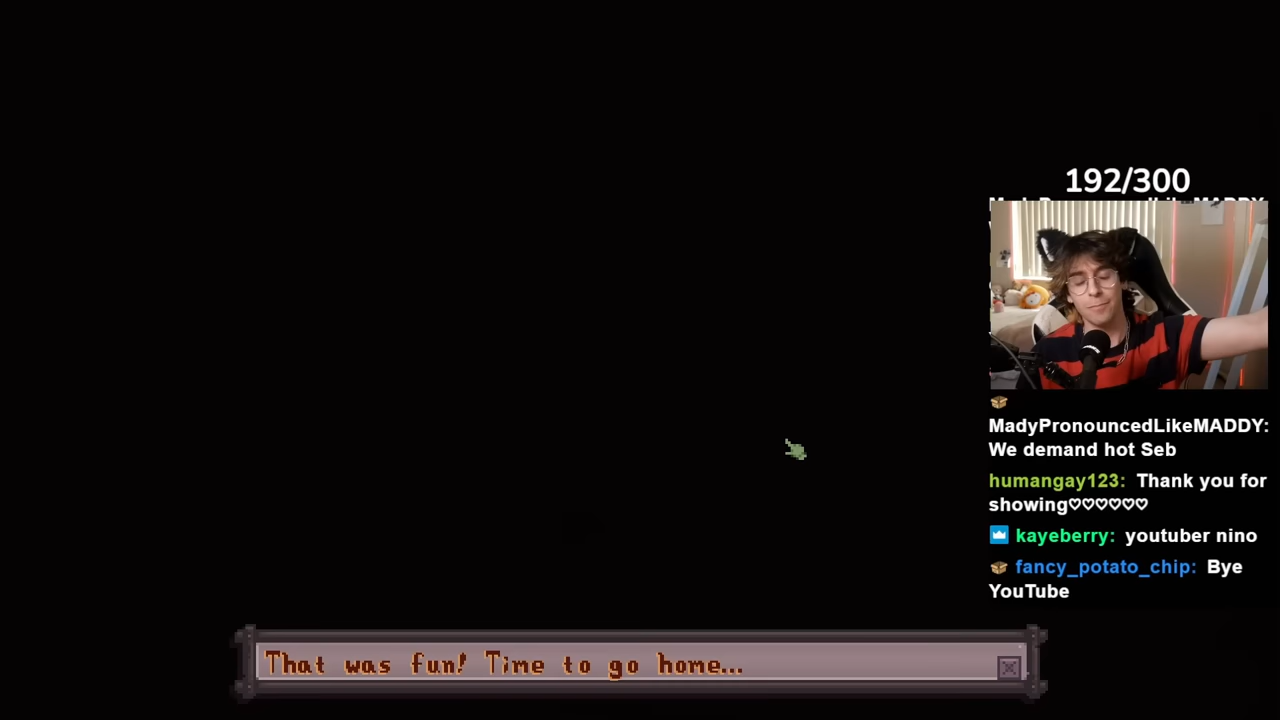 192/300
MadyPronouncedLikeMADDY:
We demand hot Seb
humangay123: Thank you for
showing♡♡♡♡♡♡
kayeberry: youtuber nino
fancy_potato_chip: Bye
YouTube
That was fun! Time to go home...